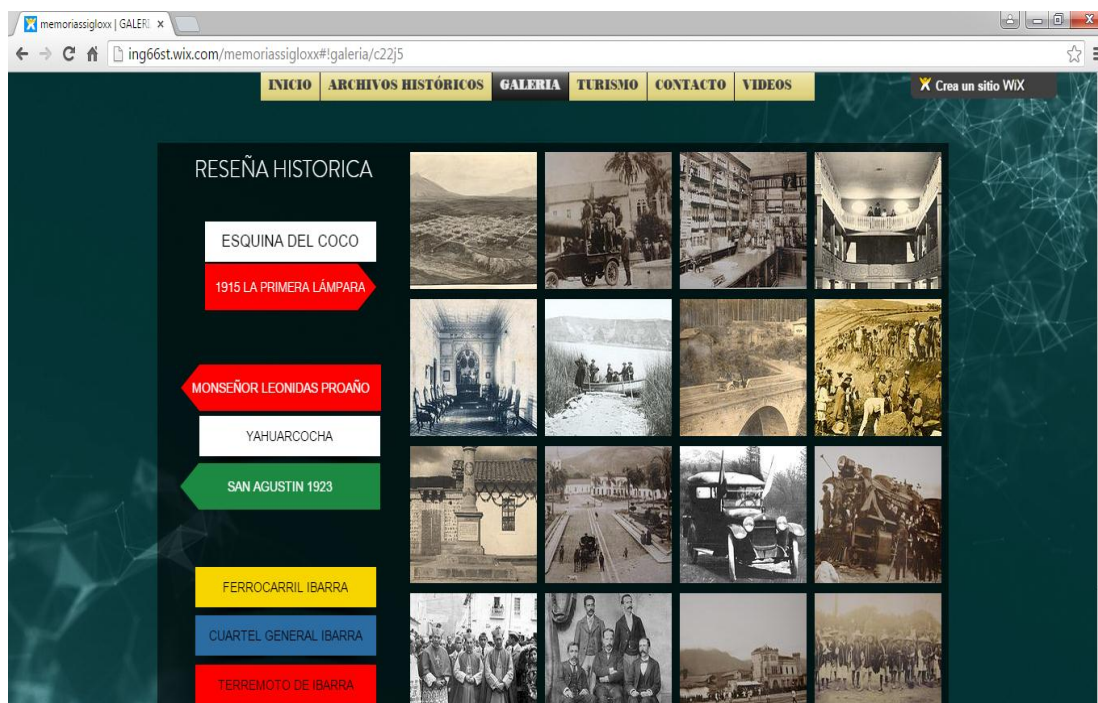 memoriassigloxx | GALERI
ing66st.wix.com/memoriassigloxx#!galeria/c22j5
INICIO ARCHIVOS HISTÓRICOS GALERIA TURISMO CONTACTO VIDEOS
Crea un sitio WiX
RESEÑA HISTORICA
ESQUINA DEL COCO
1915 LA PRIMERA LÁMPARA
MONSEÑOR LEONIDAS PROAÑO
YAHUARCOCHA
SAN AGUSTIN 1923
FERROCARRIL IBARRA
CUARTEL GENERAL IBARRA
TERREMOTO DE IBARRA